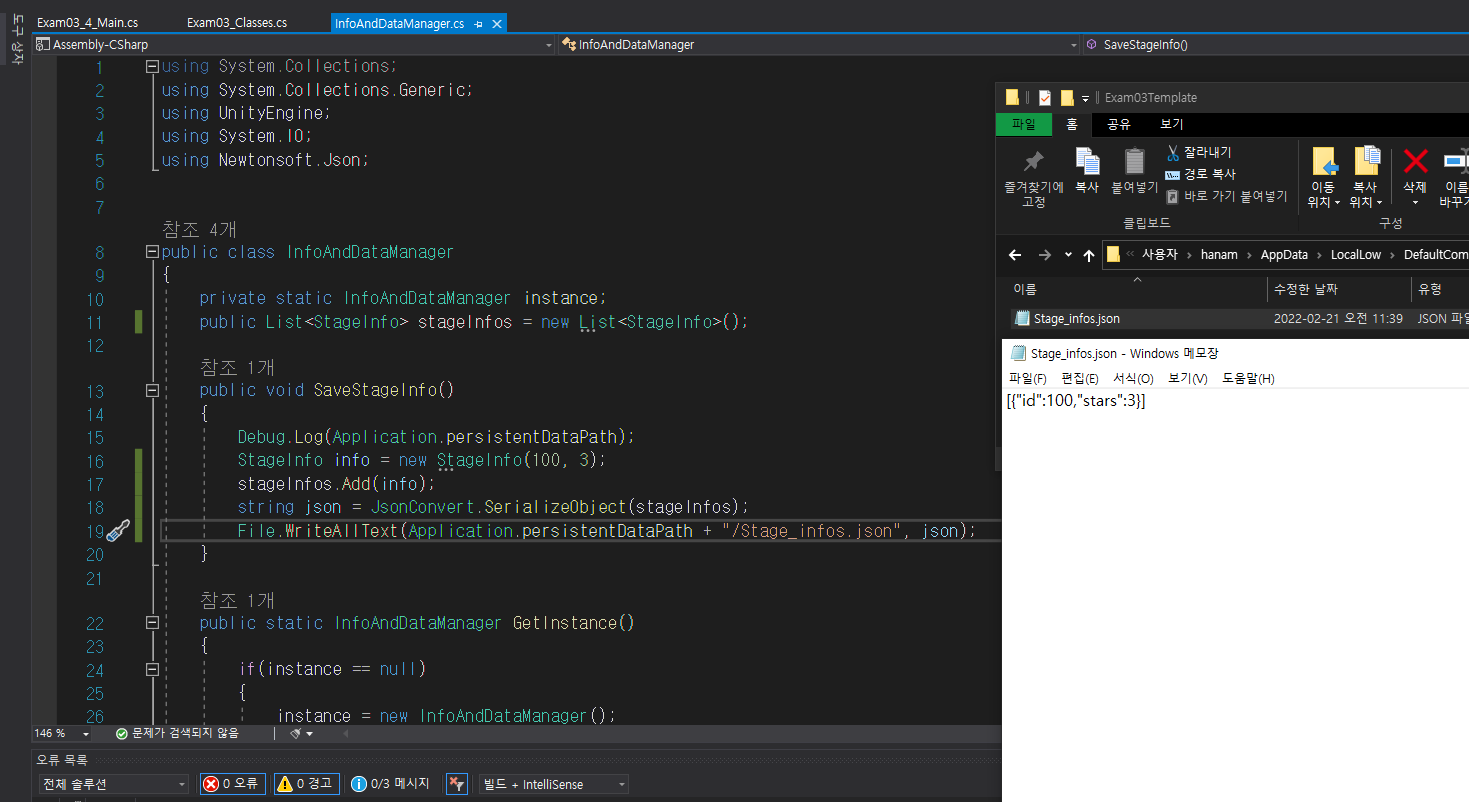 도구 상자
Exam03_4_Main.cs
Exam03_Classes.cs
InfoAndDataManager.cs
Assembly-CSharp
InfoAndDataManager
SaveStageInfo()
1 using System.Collections;
2 using System.Collections.Generic;
3 using UnityEngine;
4 using System.IO;
5 using Newtonsoft.Json;
6
7
참조 4개
8 public class InfoAndDataManager
9 {
10 private static InfoAndDataManager instance;
11 public List<StageInfo> stageInfos = new List<StageInfo>();
12
참조 1개
13 public void SaveStageInfo()
14 {
15 Debug.Log(Application.persistentDataPath);
16 StageInfo info = new StageInfo(100, 3);
17 stageInfos.Add(info);
18 string json = JsonConvert.SerializeObject(stageInfos);
19 File.WriteAllText(Application.persistentDataPath + "/Stage_infos.json", json);
20 }
21
참조 1개
22 public static InfoAndDataManager GetInstance()
23 {
24 if(instance == null)
25 {
26 instance = new InfoAndDataManager();
146 %
문제가 검색되지 않음
오류 목록
전체 솔루션
0 오류
0 경고
0/3 메시지
빌드 + IntelliSense
Exam03Template
파일 홈 공유 보기
즐겨찾기에 고정
복사
붙여넣기
잘라내기
경로 복사
바로 가기 붙여넣기
클립보드
이동 위치
복사 위치
삭제
이름 바꾸기
구성
« 사용자 › hanam › AppData › LocalLow › DefaultCom
이름
수정한 날짜
유형
Stage_infos.json
2022-02-21 오전 11:39
JSON 파일
Stage_infos.json - Windows 메모장
파일(F) 편집(E) 서식(O) 보기(V) 도움말(H)
[{"id":100,"stars":3}]